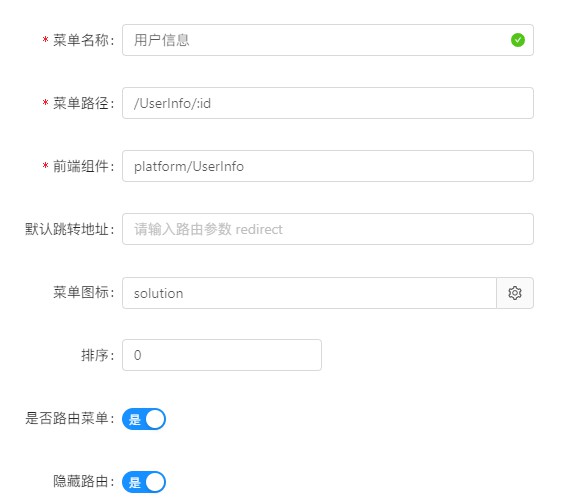 * 菜单名称: 用户信息
* 菜单路径: /UserInfo/:id
* 前端组件: platform/UserInfo
默认跳转地址: 请输入路由参数 redirect
菜单图标: solution
排序: 0
是否路由菜单: 是
隐藏路由: 是